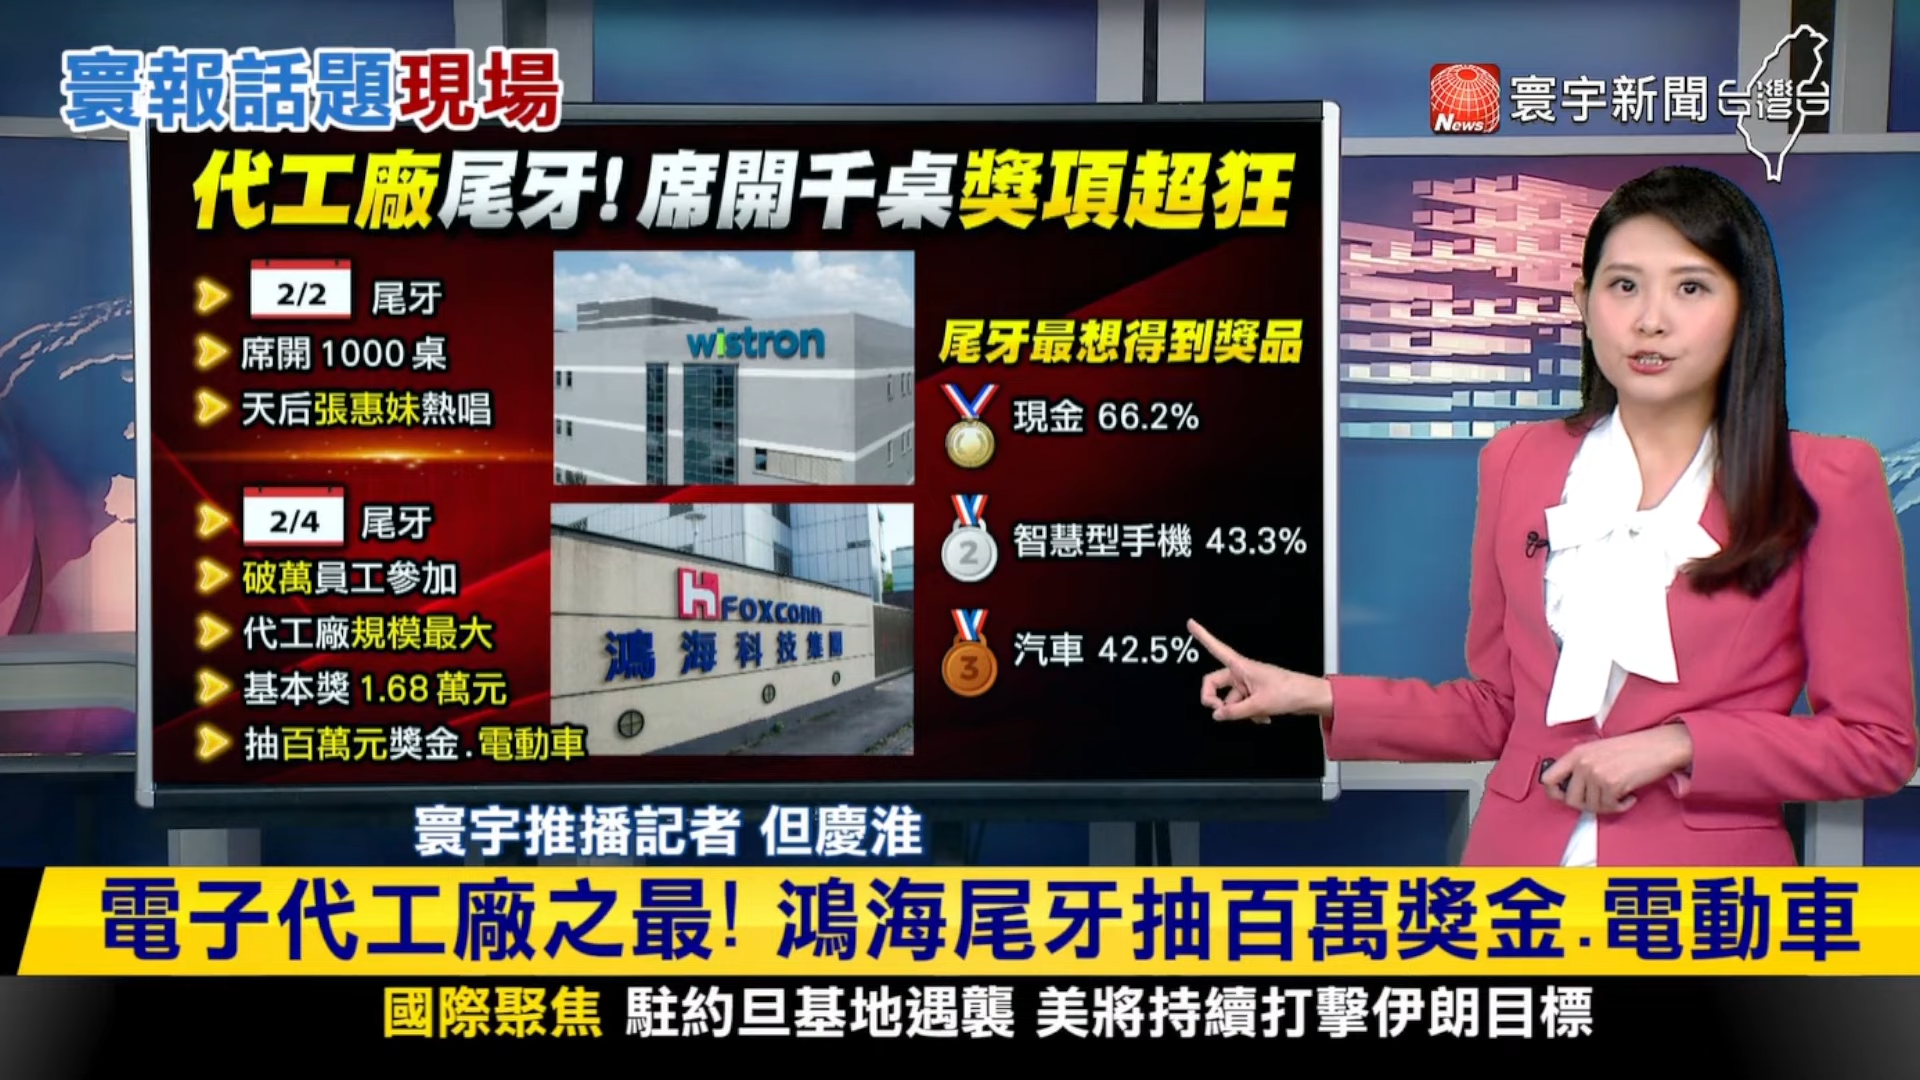 寰報話題現場
News
寰宇新聞 台灣台
代工廠尾牙! 席開千桌獎項超狂
2/2 尾牙
席開1000桌
天后張惠妹熱唱
wistron
2/4 尾牙
破萬員工參加
代工廠規模最大
基本獎1.68萬元
抽百萬元獎金.電動車
FOXCONN
鴻海科技集團
尾牙最想得到獎品
現金 66.2%
2
智慧型手機 43.3%
3
汽車 42.5%
寰宇推播記者 但慶淮
電子代工廠之最! 鴻海尾牙抽百萬獎金.電動車
國際聚焦 駐約旦基地遇襲 美將持續打擊伊朗目標